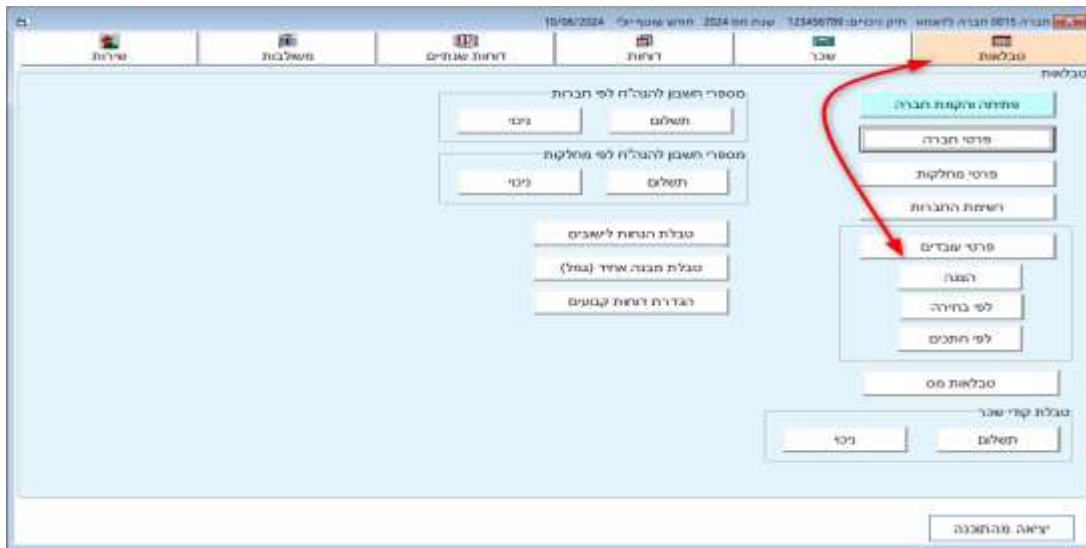 חברה 0015 חברה לדוגמא תיק ניכויים: 123456789 שנת מס 2024 חודש שוטף יולי 10/06/2024
טבלאות שכר דוחות דוחות שנתיים משולבות שירות
טבלאות
פתיחה והקמת חברה
פרטי חברה
פרטי מחלקות
רשימת החברות
פרטי עובדים
הצגה
לפי בחירה
לפי חתכים
טבלאות מס
טבלת קודי שכר
תשלום ניכוי
מספרי חשבון להנה"ח לפי חברות
תשלום ניכוי
מספרי חשבון להנה"ח לפי מחלקות
תשלום ניכוי
טבלת הנחות לישובים
טבלת מבנה אחיד (גמל)
הגדרת דוחות קבועים
יציאה מהתוכנה